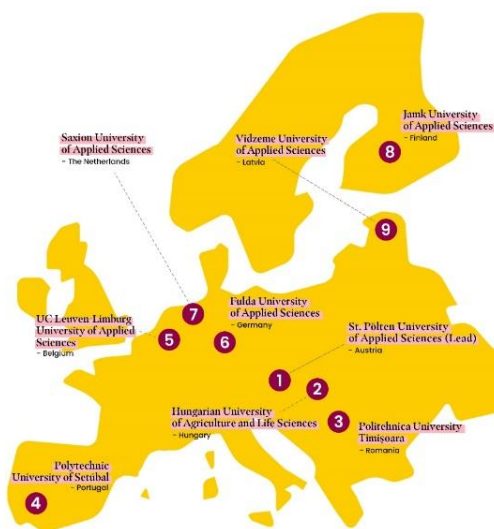 Jamk University
of Applied Sciences
- Finland
8
Saxion University
of Applied Sciences
- The Netherlands
Vidzeme University
of Applied Sciences
- Latvia
9
7
Fulda University
of Applied Sciences
- Germany
6
UC Leuven-Limburg
University of Applied
Sciences
- Belgium
5
St. Pölten University
of Applied Sciences (Lead)
- Austria
1
2
Hungarian University
of Agriculture and Life Sciences
- Hungary
3
Politehnica University
Timișoara
- Romania
Polytechnic
University of Setúbal
- Portugal
4